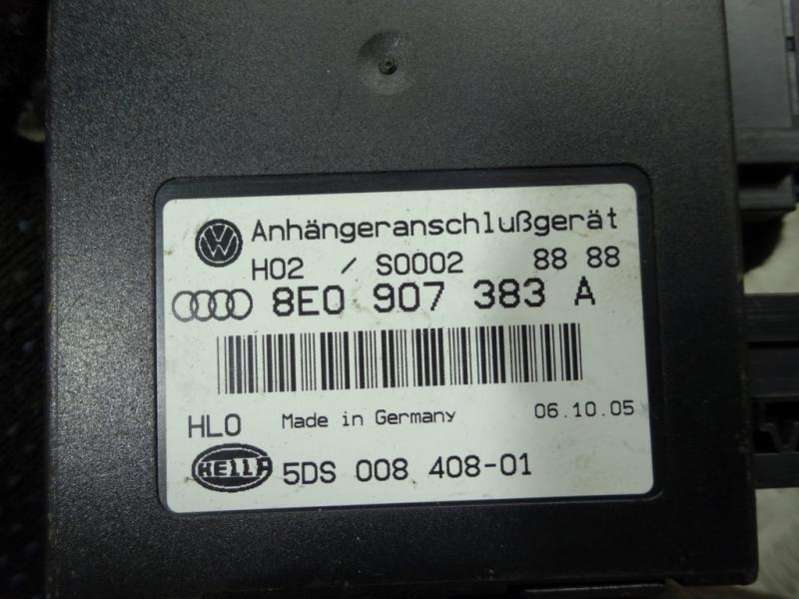 Anhängeranschlußgerät
H02 / S0002 88 88
8E0 907 383 A
HLO Made in Germany 06.10.05
HELLA 5DS 008 408-01